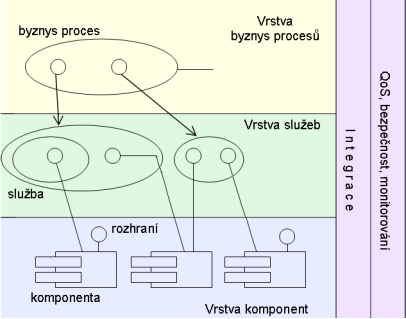 Vrstva
byznys procesů
byznys proces
Vrstva služeb
služba
rozhraní
komponenta
Vrstva komponent
Integrace
QoS, bezpečnost, monitorování